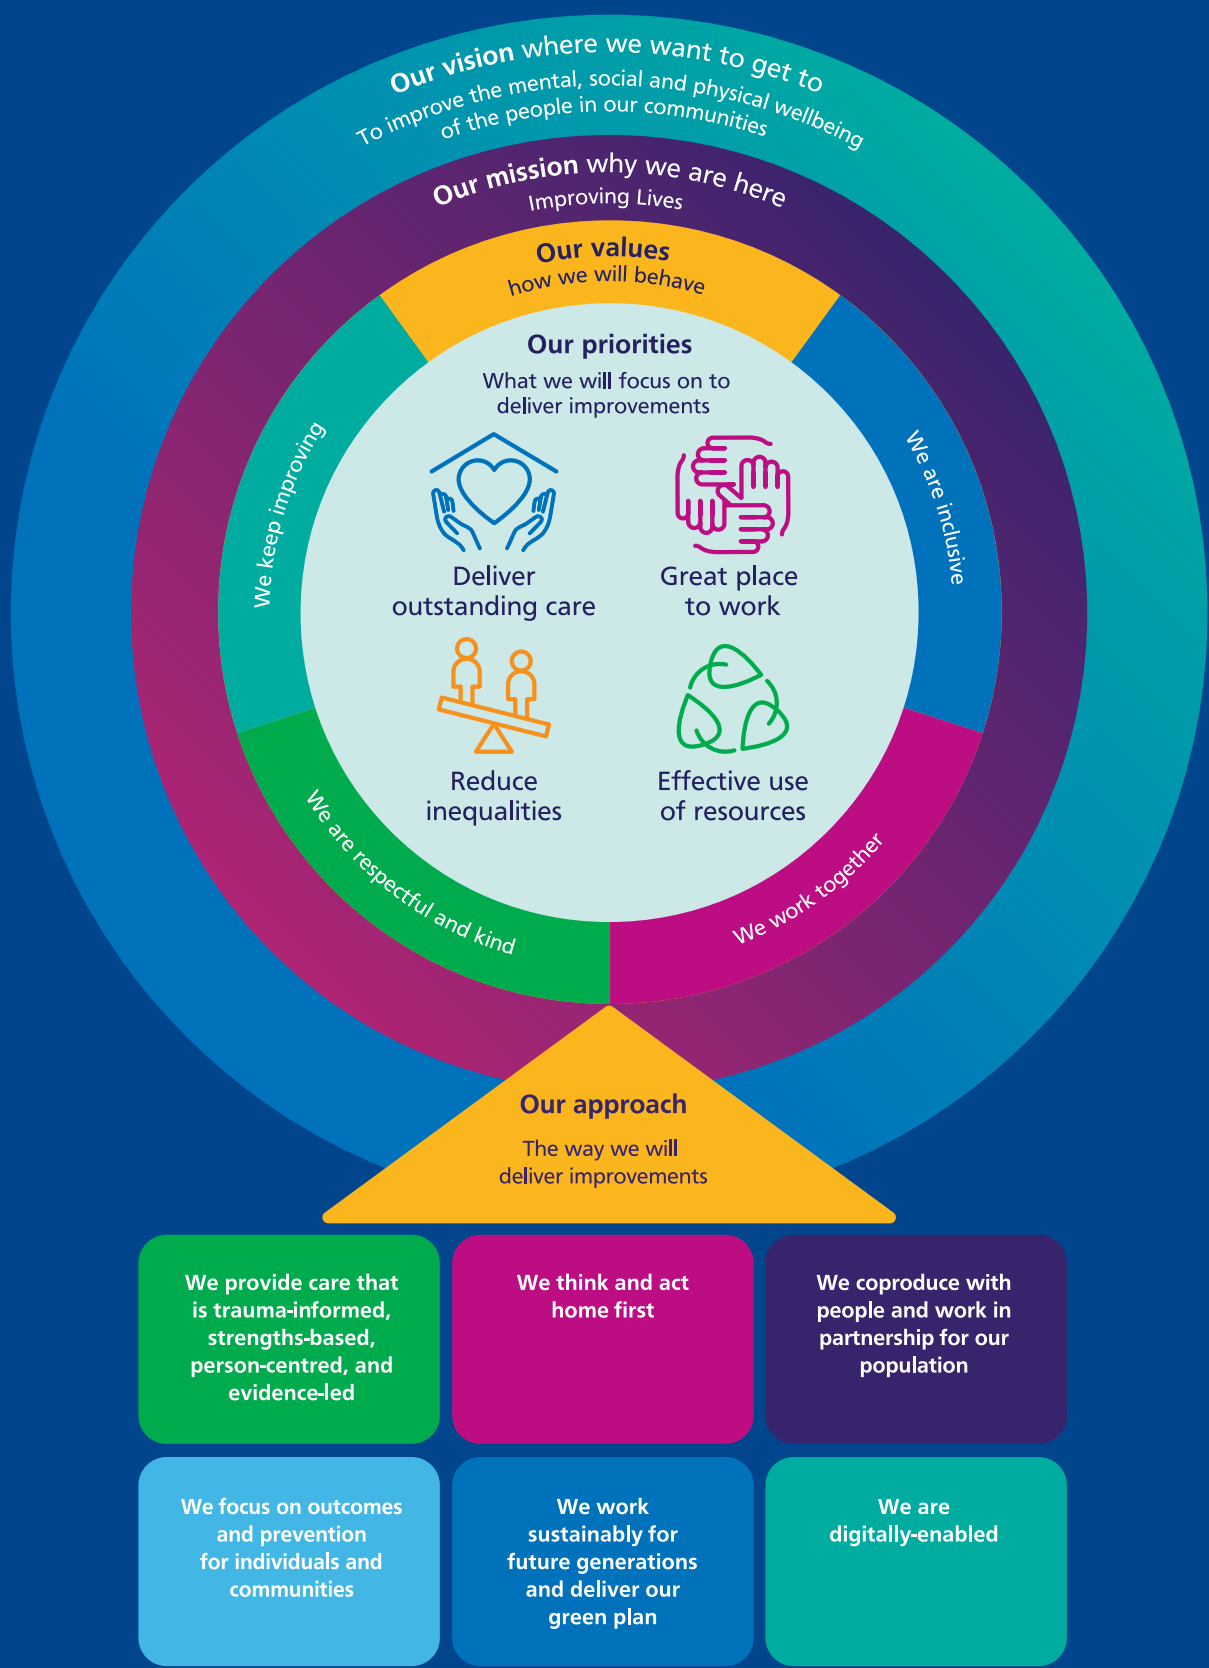 Our vision where we want to get to
To improve the mental, social and physical wellbeing
of the people in our communities
Our mission why we are here
Improving Lives
Our values
how we will behave
We keep improving
We are inclusive
We are respectful and kind
We work together
Our priorities
What we will focus on to
deliver improvements
Deliver
outstanding care
Great place
to work
Reduce
inequalities
Effective use
of resources
Our approach
The way we will
deliver improvements
We provide care that
is trauma-informed,
strengths-based,
person-centred, and
evidence-led
We think and act
home first
We coproduce with
people and work in
partnership for our
population
We focus on outcomes
and prevention
for individuals and
communities
We work
sustainably for
future generations
and deliver our
green plan
We are
digitally-enabled